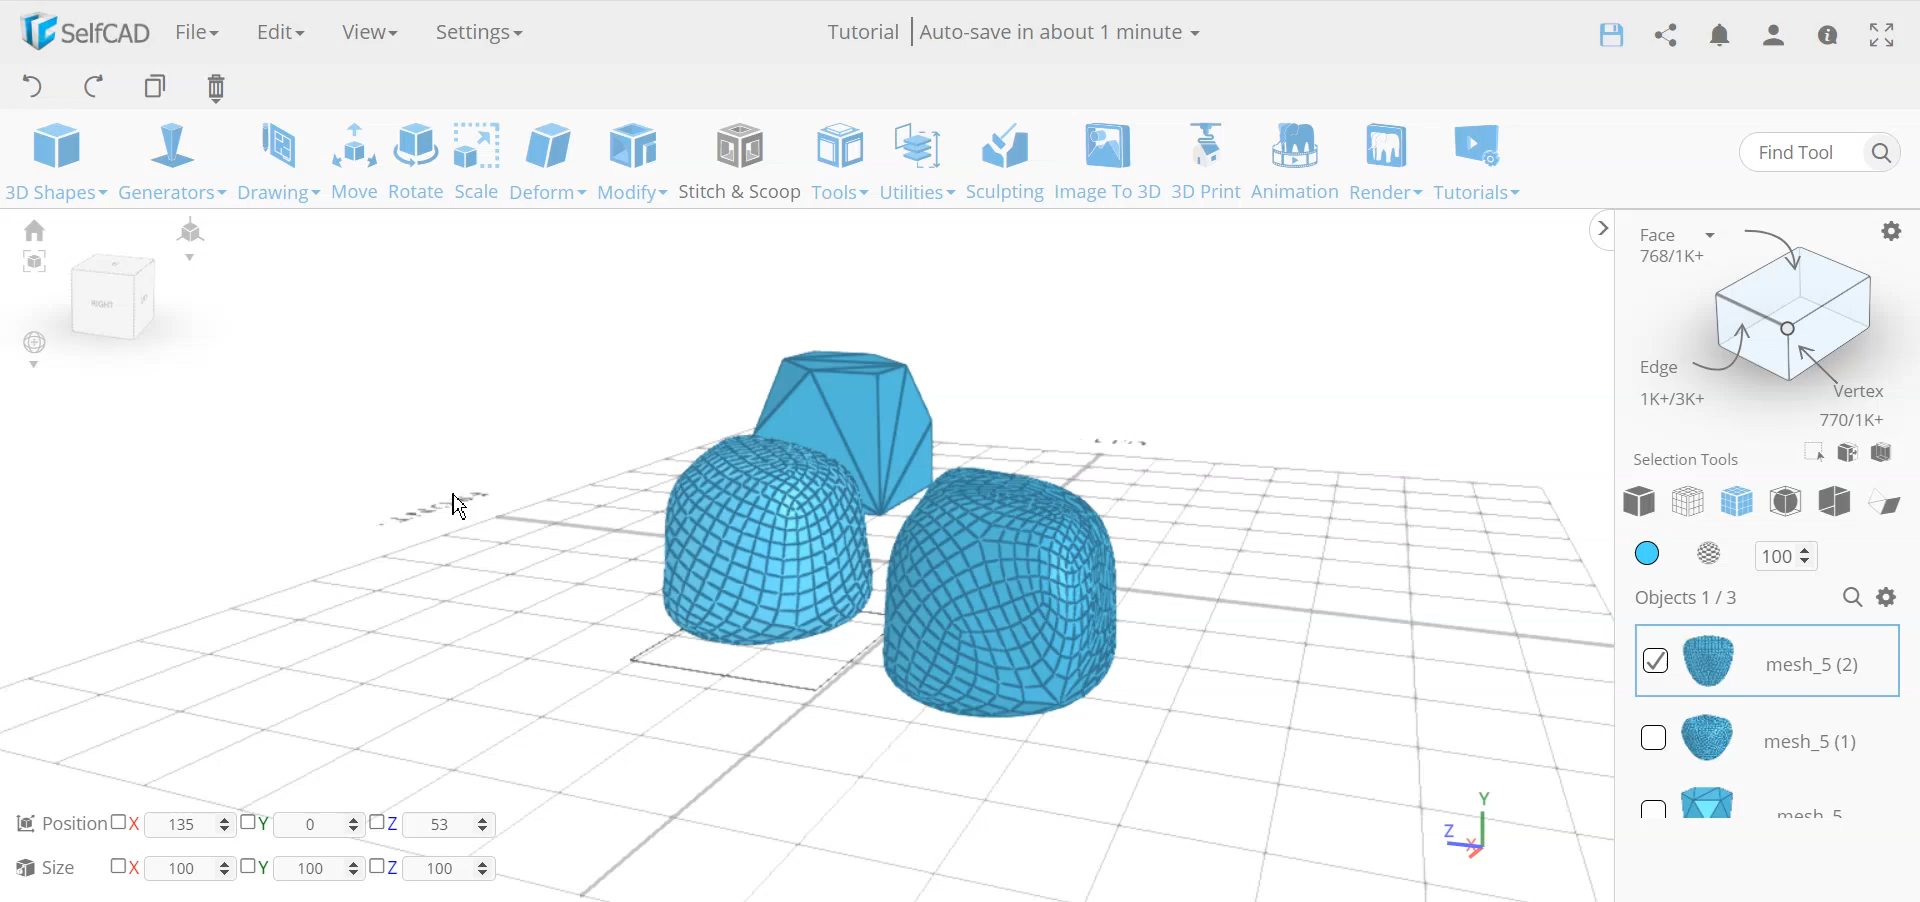 SelfCAD File Edit View Settings Tutorial Auto-save in about 1 minute
3D Shapes Generators Drawing Move Rotate Scale Deform Modify Stitch & Scoop Tools Utilities Sculpting Image To 3D 3D Print Animation Render Tutorials Find Tool
RIGHT
Face
768/1K+
Edge
1K+/3K+
Vertex
770/1K+
Selection Tools
100
Objects 1 / 3
mesh_5 (2)
mesh_5 (1)
mesh_5
Position X 135 Y 0 Z 53
Size X 100 Y 100 Z 100
Y
Z
X